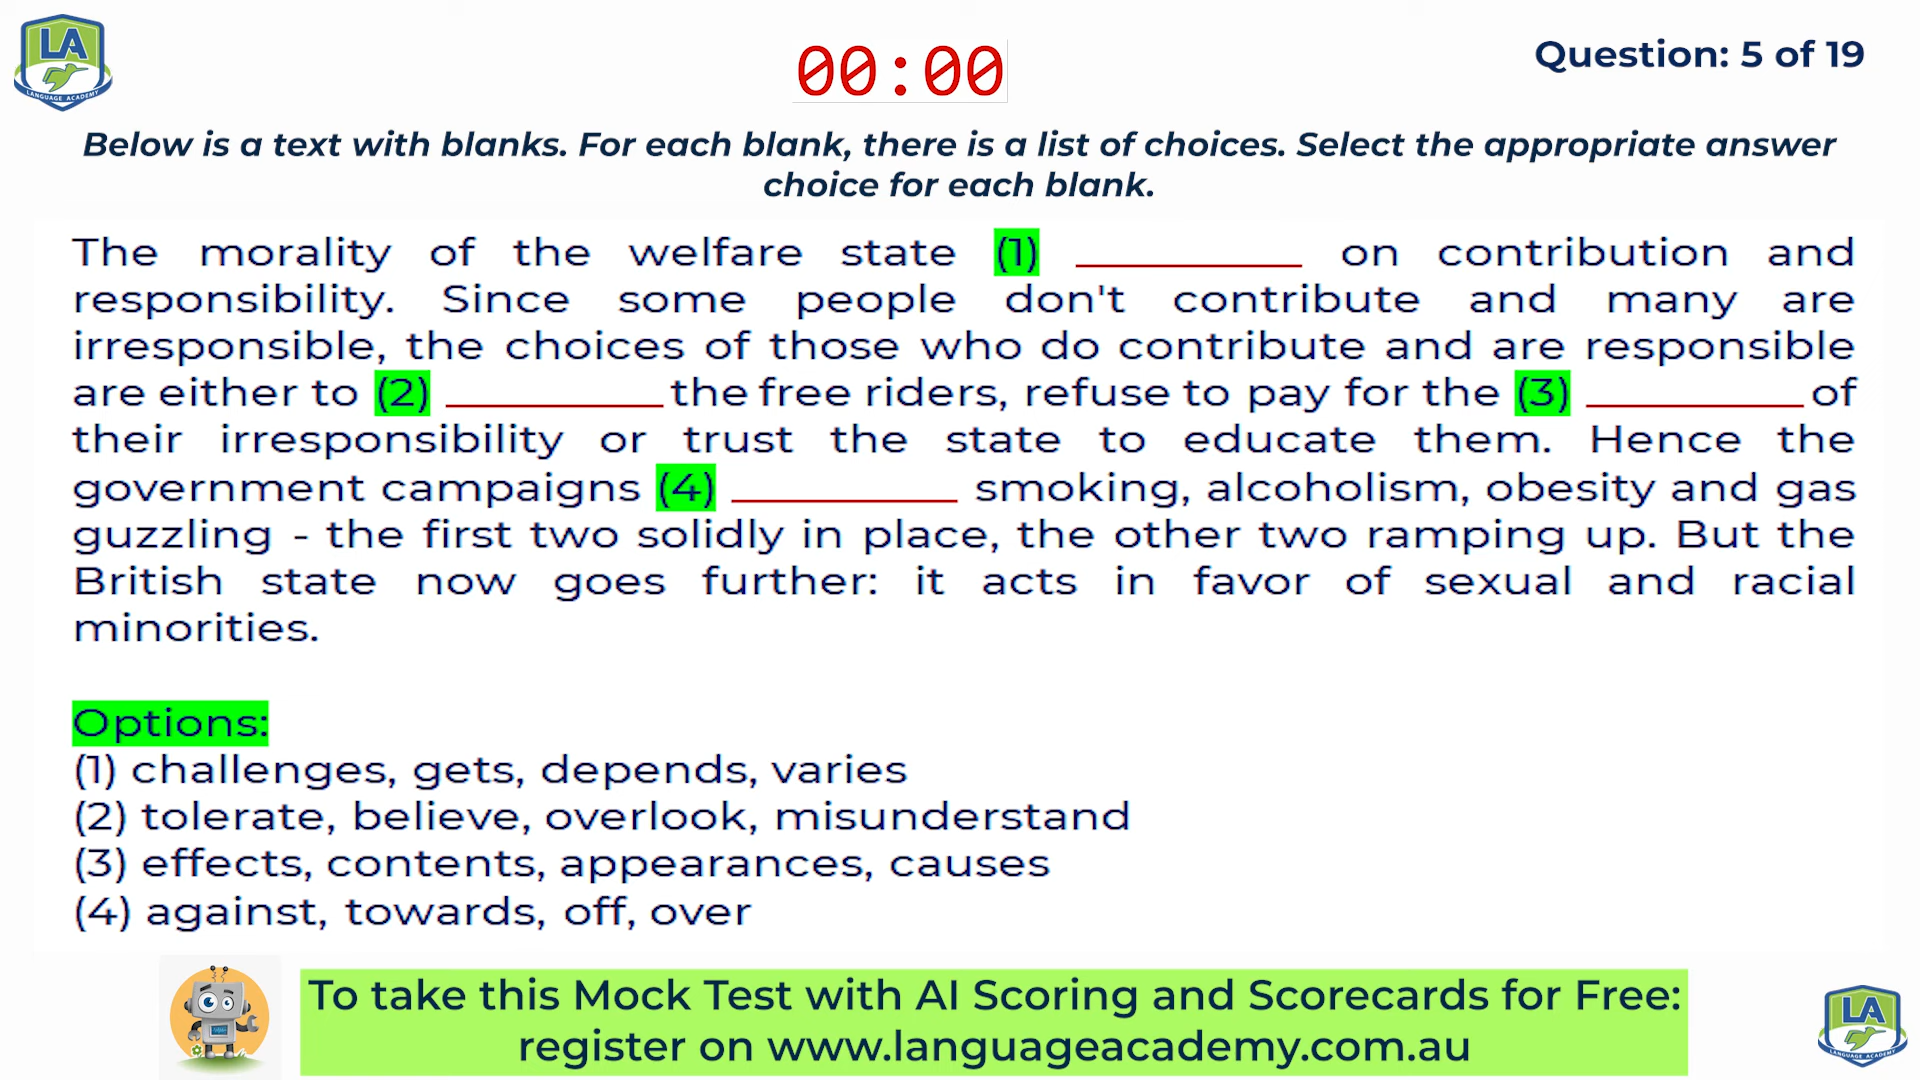 LA
LANGUAGE ACADEMY
00:00
Question: 5 of 19
Below is a text with blanks. For each blank, there is a list of choices. Select the appropriate answer
choice for each blank.
The morality of the welfare state (1) __________ on contribution and
responsibility. Since some people don't contribute and many are
irresponsible, the choices of those who do contribute and are responsible
are either to (2) __________ the free riders, refuse to pay for the (3) __________ of
their irresponsibility or trust the state to educate them. Hence the
government campaigns (4) __________ smoking, alcoholism, obesity and gas
guzzling - the first two solidly in place, the other two ramping up. But the
British state now goes further: it acts in favor of sexual and racial
minorities.
Options:
(1) challenges, gets, depends, varies
(2) tolerate, believe, overlook, misunderstand
(3) effects, contents, appearances, causes
(4) against, towards, off, over
To take this Mock Test with AI Scoring and Scorecards for Free:
register on www.languageacademy.com.au
LA
LANGUAGE ACADEMY